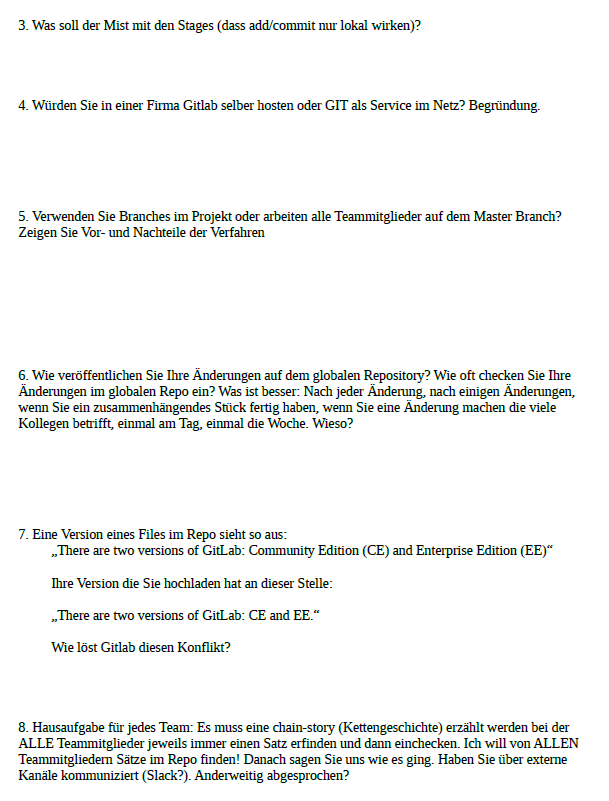 3. Was soll der Mist mit den Stages (dass add/commit nur lokal wirken)?
4. Würden Sie in einer Firma Gitlab selber hosten oder GIT als Service im Netz? Begründung.
5. Verwenden Sie Branches im Projekt oder arbeiten alle Teammitglieder auf dem Master Branch?
Zeigen Sie Vor- und Nachteile der Verfahren
6. Wie veröffentlichen Sie Ihre Änderungen auf dem globalen Repository? Wie oft checken Sie Ihre
Änderungen im globalen Repo ein? Was ist besser: Nach jeder Änderung, nach einigen Änderungen,
wenn Sie ein zusammenhängendes Stück fertig haben, wenn Sie eine Änderung machen die viele
Kollegen betrifft, einmal am Tag, einmal die Woche. Wieso?
7. Eine Version eines Files im Repo sieht so aus:
„There are two versions of GitLab: Community Edition (CE) and Enterprise Edition (EE)“
Ihre Version die Sie hochladen hat an dieser Stelle:
„There are two versions of GitLab: CE and EE.“
Wie löst Gitlab diesen Konflikt?
8. Hausaufgabe für jedes Team: Es muss eine chain-story (Kettengeschichte) erzählt werden bei der
ALLE Teammitglieder jeweils immer einen Satz erfinden und dann einchecken. Ich will von ALLEN
Teammitgliedern Sätze im Repo finden! Danach sagen Sie uns wie es ging. Haben Sie über externe
Kanäle kommuniziert (Slack?). Anderweitig abgesprochen?